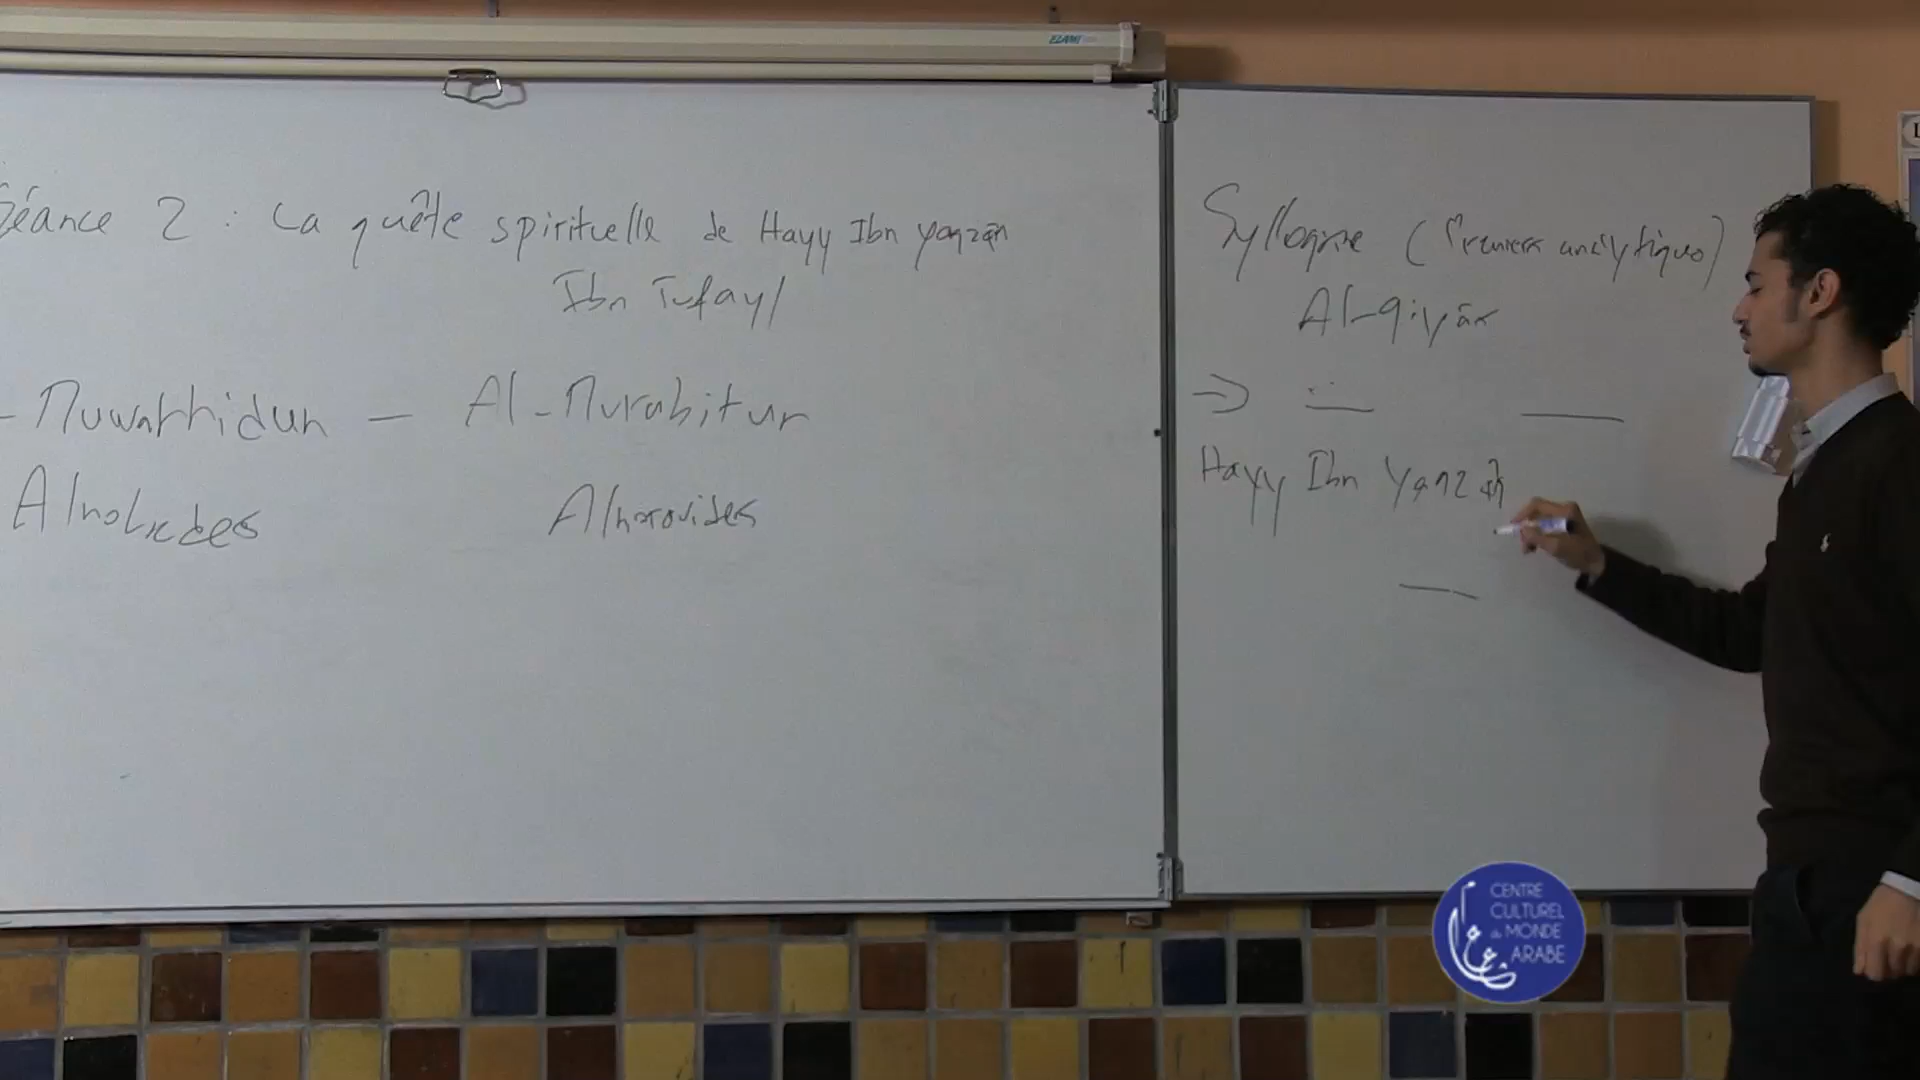 Séance 2 : La quête spirituelle de Hayy Ibn Yaqzān
Ibn Tufayl
- Muwahhidun — Al-Murabitun
Almohades Almoravides
Syllogisme (Premiers analytiques)
Al-qiyās
Hayy Ibn Yaqzān
CENTRE
CULTUREL
du MONDE
ARABE